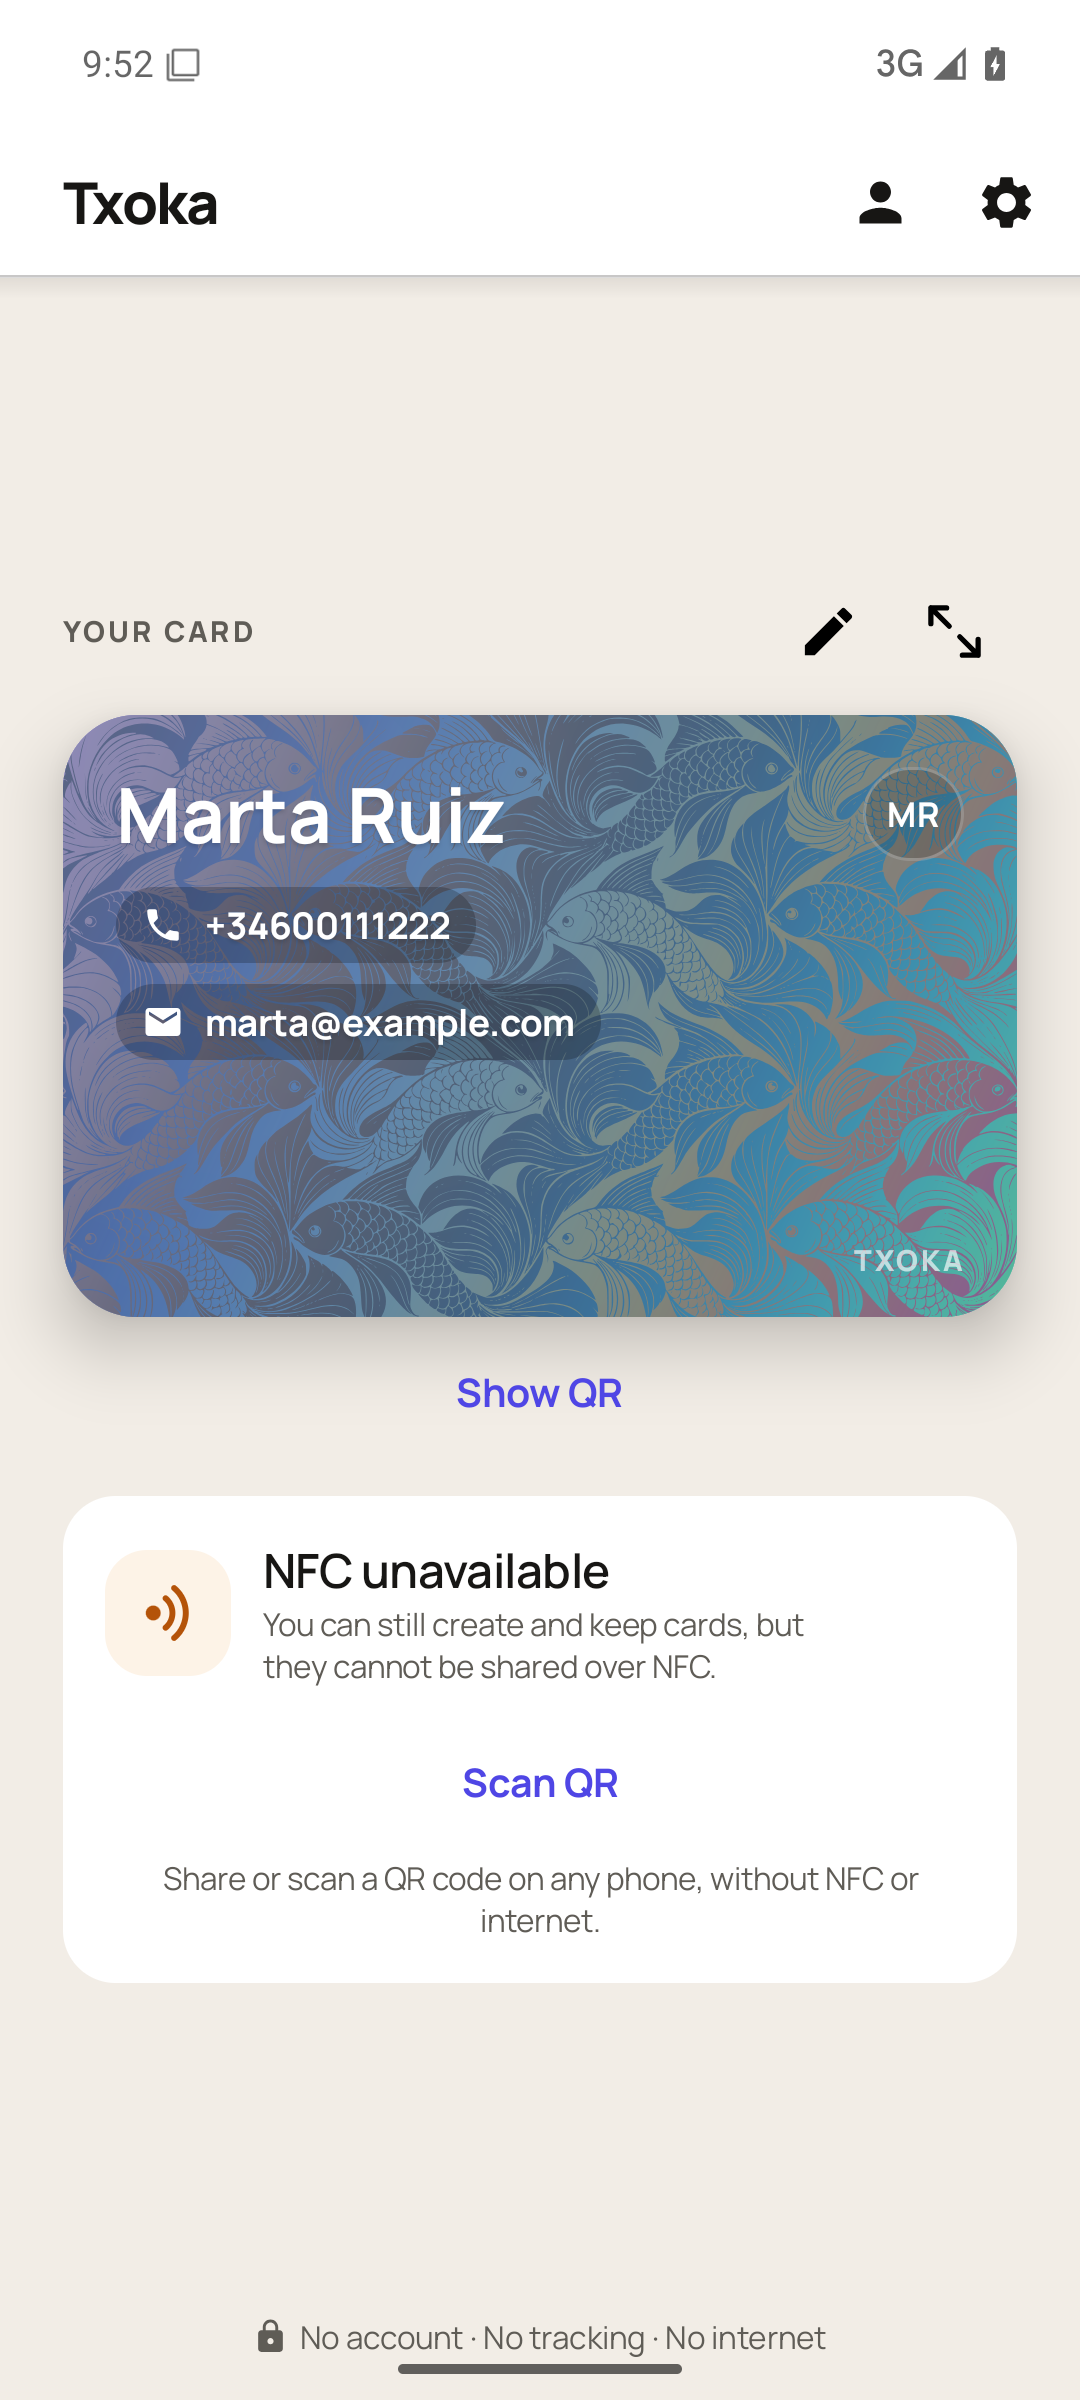 9:52
3G
Txoka
YOUR CARD
Marta Ruiz
MR
+34600111222
marta@example.com
TXOKA
Show QR
NFC unavailable
You can still create and keep cards, but
they cannot be shared over NFC.
Scan QR
Share or scan a QR code on any phone, without NFC or
internet.
No account · No tracking · No internet